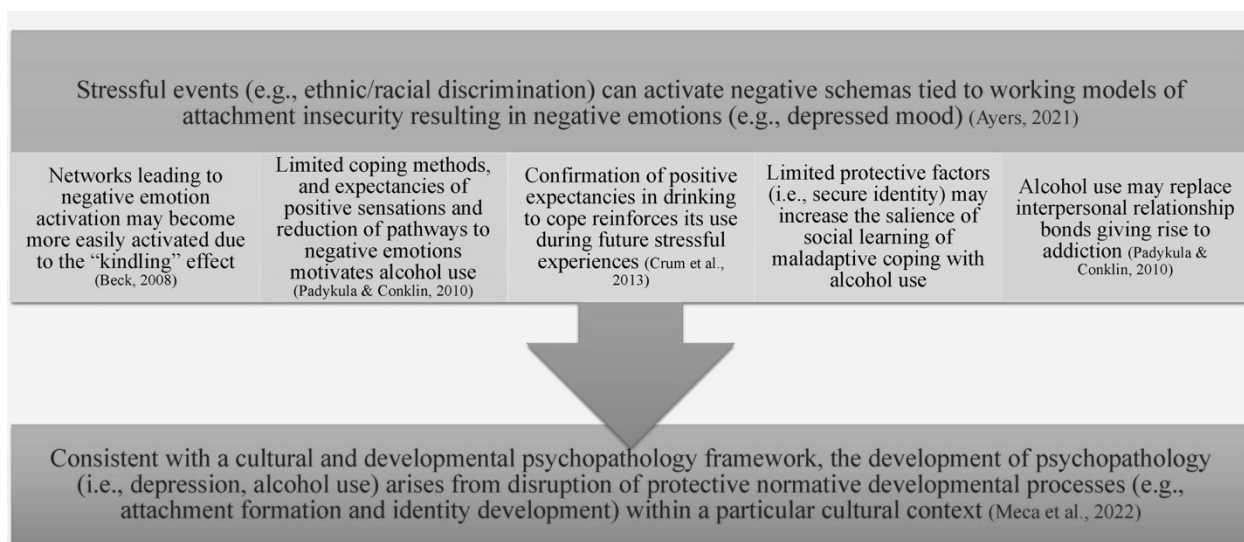 Stressful events (e.g., ethnic/racial discrimination) can activate negative schemas tied to working models of
attachment insecurity resulting in negative emotions (e.g., depressed mood) (Ayers, 2021)
Networks leading to
negative emotion
activation may become
more easily activated due
to the “kindling” effect
(Beck, 2008)
Limited coping methods,
and expectancies of
positive sensations and
reduction of pathways to
negative emotions
motivates alcohol use
(Padykula & Conklin, 2010)
Confirmation of positive
expectancies in drinking
to cope reinforces its use
during future stressful
experiences (Crum et al.,
2013)
Limited protective factors
(i.e., secure identity) may
increase the salience of
social learning of
maladaptive coping with
alcohol use
Alcohol use may replace
interpersonal relationship
bonds giving rise to
addiction (Padykula &
Conklin, 2010)
Consistent with a cultural and developmental psychopathology framework, the development of psychopathology
(i.e., depression, alcohol use) arises from disruption of protective normative developmental processes (e.g.,
attachment formation and identity development) within a particular cultural context (Meca et al., 2022)